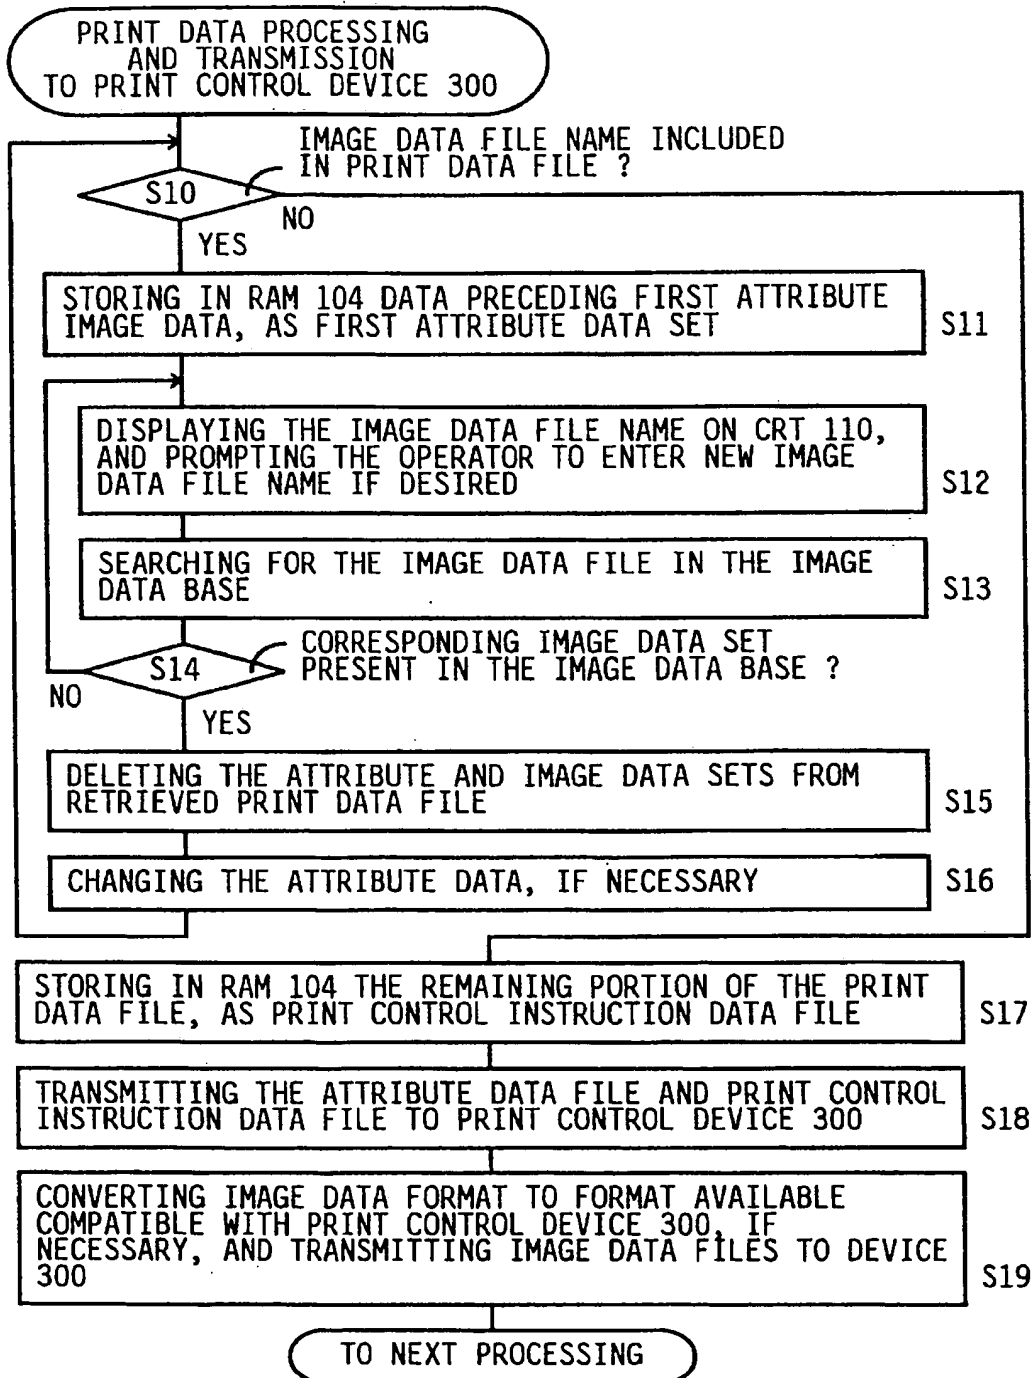 PRINT DATA PROCESSING
AND TRANSMISSION
TO PRINT CONTROL DEVICE 300
IMAGE DATA FILE NAME INCLUDED
IN PRINT DATA FILE ?
S10
NO
YES
STORING IN RAM 104 DATA PRECEDING FIRST ATTRIBUTE
IMAGE DATA, AS FIRST ATTRIBUTE DATA SET
S11
DISPLAYING THE IMAGE DATA FILE NAME ON CRT 110,
AND PROMPTING THE OPERATOR TO ENTER NEW IMAGE
DATA FILE NAME IF DESIRED
S12
SEARCHING FOR THE IMAGE DATA FILE IN THE IMAGE
DATA BASE
S13
CORRESPONDING IMAGE DATA SET
PRESENT IN THE IMAGE DATA BASE ?
S14
NO
YES
DELETING THE ATTRIBUTE AND IMAGE DATA SETS FROM
RETRIEVED PRINT DATA FILE
S15
CHANGING THE ATTRIBUTE DATA, IF NECESSARY
S16
STORING IN RAM 104 THE REMAINING PORTION OF THE PRINT
DATA FILE, AS PRINT CONTROL INSTRUCTION DATA FILE
S17
TRANSMITTING THE ATTRIBUTE DATA FILE AND PRINT CONTROL
INSTRUCTION DATA FILE TO PRINT CONTROL DEVICE 300
S18
CONVERTING IMAGE DATA FORMAT TO FORMAT AVAILABLE
COMPATIBLE WITH PRINT CONTROL DEVICE 300, IF
NECESSARY, AND TRANSMITTING IMAGE DATA FILES TO DEVICE
300
S19
TO NEXT PROCESSING